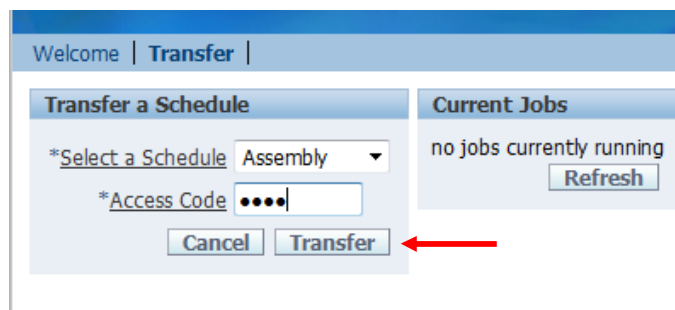 Welcome | Transfer |
Transfer a Schedule
*Select a Schedule Assembly
*Access Code ••••
Cancel Transfer
Current Jobs
no jobs currently running
Refresh